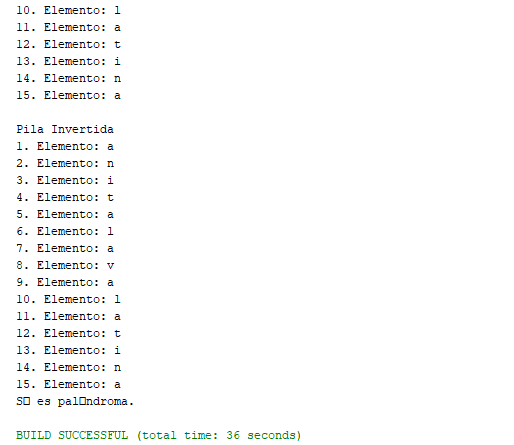 10. Elemento: l
11. Elemento: a
12. Elemento: t
13. Elemento: i
14. Elemento: n
15. Elemento: a
Pila Invertida
1. Elemento: a
2. Elemento: n
3. Elemento: i
4. Elemento: t
5. Elemento: a
6. Elemento: l
7. Elemento: a
8. Elemento: v
9. Elemento: a
10. Elemento: l
11. Elemento: a
12. Elemento: t
13. Elemento: i
14. Elemento: n
15. Elemento: a
S□ es pal□ndroma.
BUILD SUCCESSFUL (total time: 36 seconds)